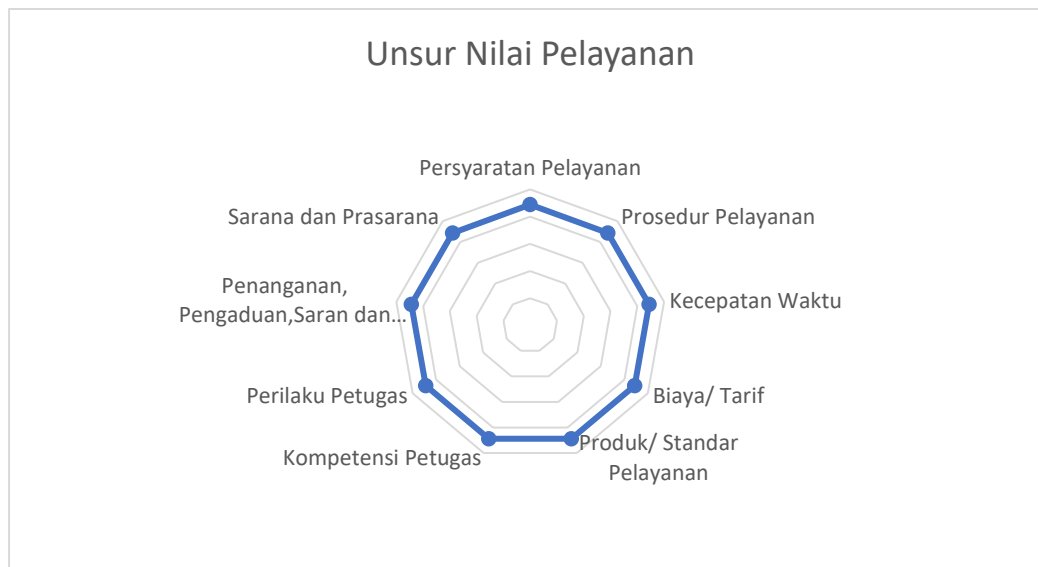 Unsur Nilai Pelayanan
Persyaratan Pelayanan
Prosedur Pelayanan
Kecepatan Waktu
Biaya/ Tarif
Produk/ Standar
Pelayanan
Kompetensi Petugas
Perilaku Petugas
Penanganan,
Pengaduan,Saran dan…
Sarana dan Prasarana